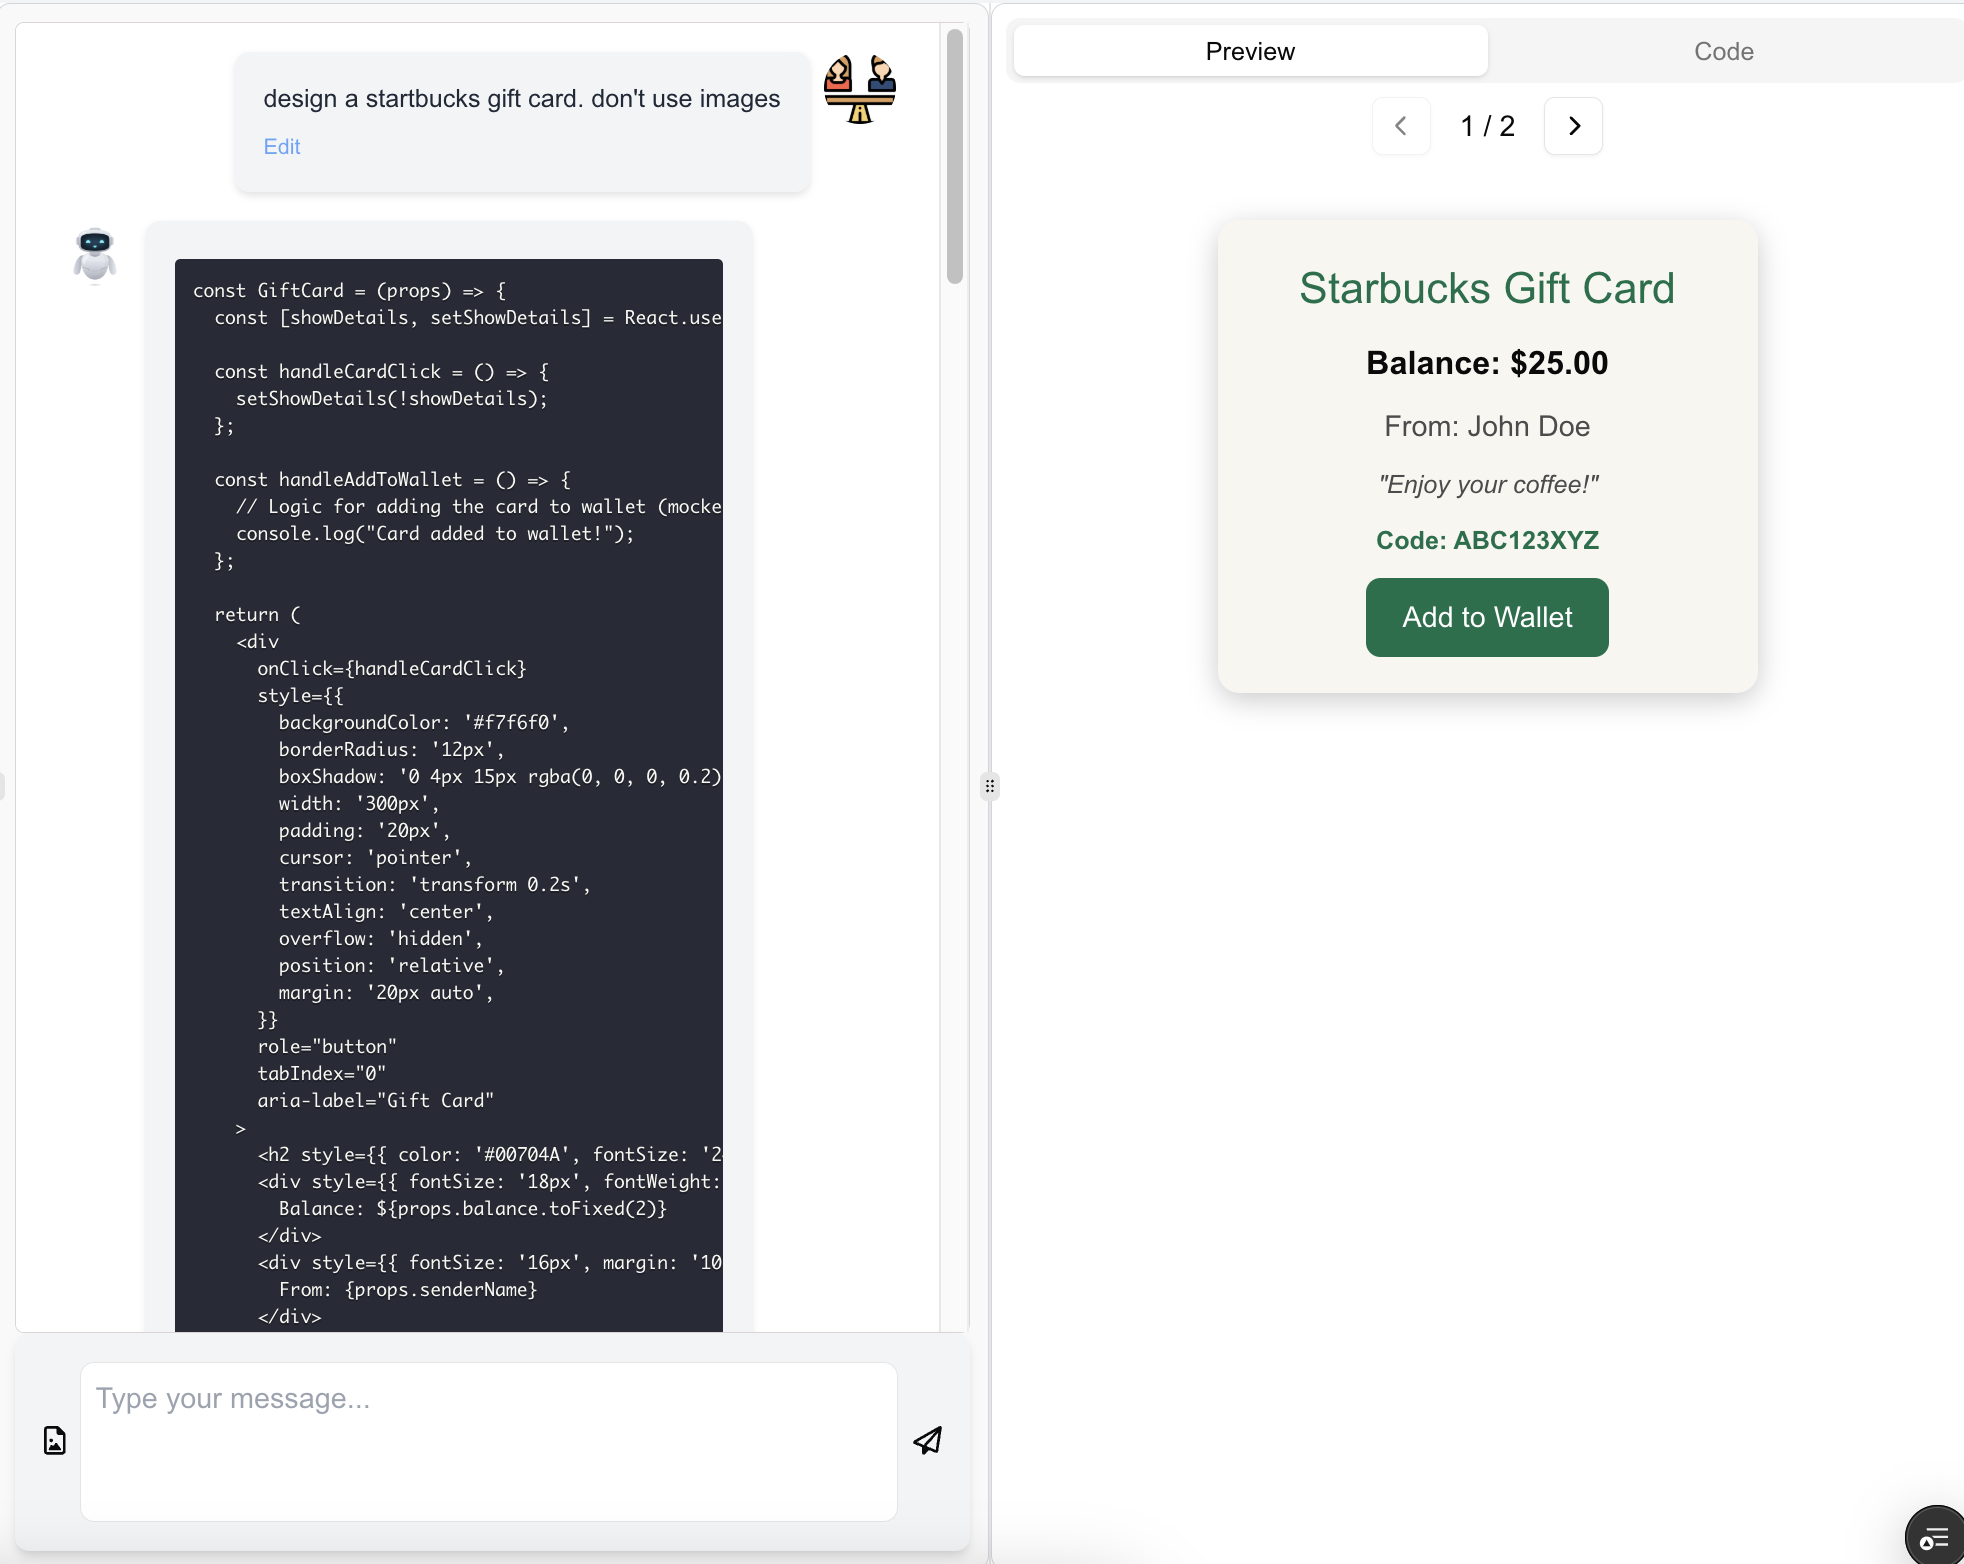 design a startbucks gift card. don't use images
Edit
const GiftCard = (props) => {
const [showDetails, setShowDetails] = React.use
const handleCardClick = () => {
setShowDetails(!showDetails);
};
const handleAddToWallet = () => {
// Logic for adding the card to wallet (mocke
console.log("Card added to wallet!");
};
return (
<div
onClick={handleCardClick}
style={{
backgroundColor: '#f7f6f0',
borderRadius: '12px',
boxShadow: '0 4px 15px rgba(0, 0, 0, 0.2)
width: '300px',
padding: '20px',
cursor: 'pointer',
transition: 'transform 0.2s',
textAlign: 'center',
overflow: 'hidden',
position: 'relative',
margin: '20px auto',
}}
role="button"
tabIndex="0"
aria-label="Gift Card"
>
<h2 style={{ color: '#00704A', fontSize: '2
<div style={{ fontSize: '18px', fontWeight:
Balance: ${props.balance.toFixed(2)}
</div>
<div style={{ fontSize: '16px', margin: '10
From: {props.senderName}
</div>
Type your message...
Preview
Code
1 / 2
Starbucks Gift Card
Balance: $25.00
From: John Doe
"Enjoy your coffee!"
Code: ABC123XYZ
Add to Wallet